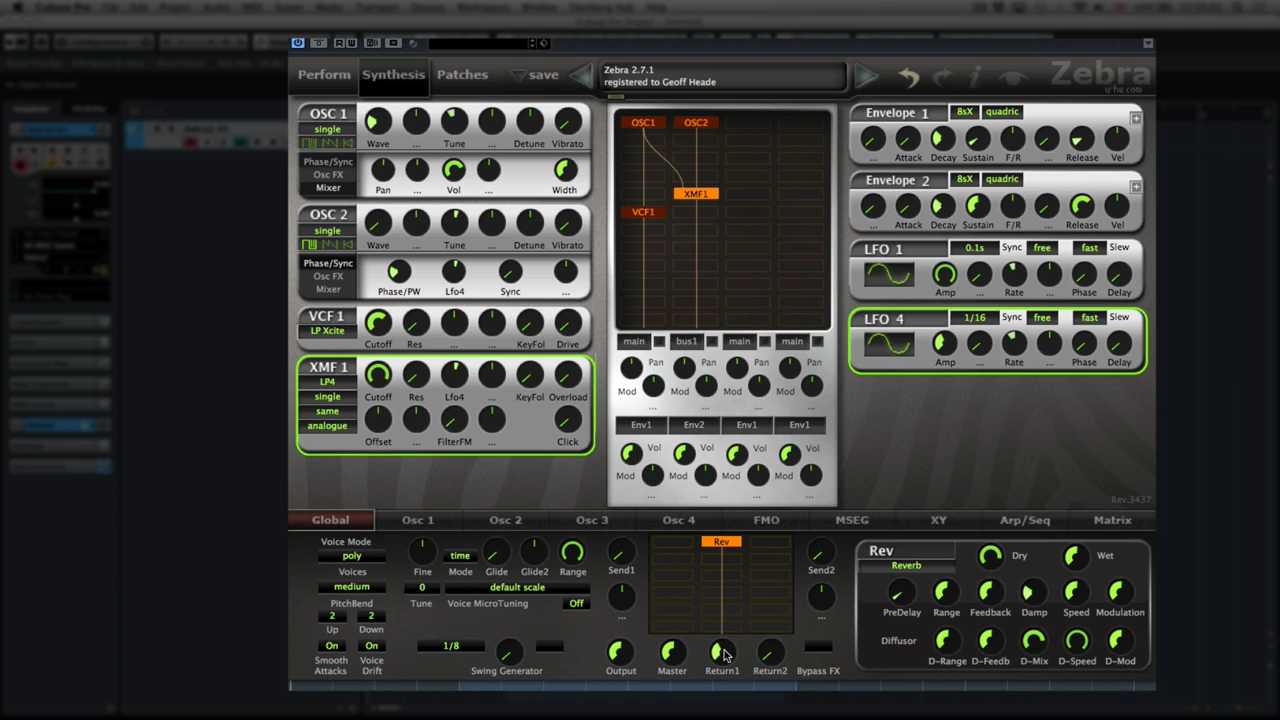 R W
Perform Synthesis Patches save
Zebra 2.7.1
registered to Geoff Heade
Zebra
u-he.com
OSC 1
single
Wave ... Tune ... Detune Vibrato
Phase/Sync
Osc FX
Mixer
Pan ... Vol ... Width
OSC 2
single
Wave ... Tune ... Detune Vibrato
Phase/Sync
Osc FX
Mixer
Phase/PW Lfo4 Sync ...
VCF 1
LP Xcite
Cutoff Res ... ... KeyFol Drive
XMF 1
LP4
single
same
analogue
Cutoff Res Lfo4 ... KeyFol Overload
Offset ... FilterFM ... Click
OSC1 OSC2
XMF1
VCF1
main bus1 main main
Pan
Mod
...
Env1 Env2 Env1 Env1
Vol Vol Vol Vol
Mod
...
Envelope 1 8sX quadric
... Attack Decay Sustain F/R ... Release Vel
Envelope 2 8sX quadric
... Attack Decay Sustain F/R ... Release Vel
LFO 1 0.1s Sync free fast Slew
Amp ... Rate ... Phase Delay
LFO 4 1/16 Sync free fast Slew
Amp ... Rate ... Phase Delay
Rev.3437
Global Osc 1 Osc 2 Osc 3 Osc 4 FMO MSEG XY Arp/Seq Matrix
Voice Mode
poly
Voices
medium
PitchBend
2 2
Up Down
On On
Smooth Attacks Voice Drift
Fine time Mode Glide Glide2 Range
0 default scale
Tune Voice MicroTuning Off
1/8
Swing Generator
Send1
...
Rev
Send2
...
Output Master Return1 Return2 Bypass FX
Rev
Reverb
Dry Wet
PreDelay Range Feedback Damp Speed Modulation
Diffusor
D-Range D-Feedb D-Mix D-Speed D-Mod